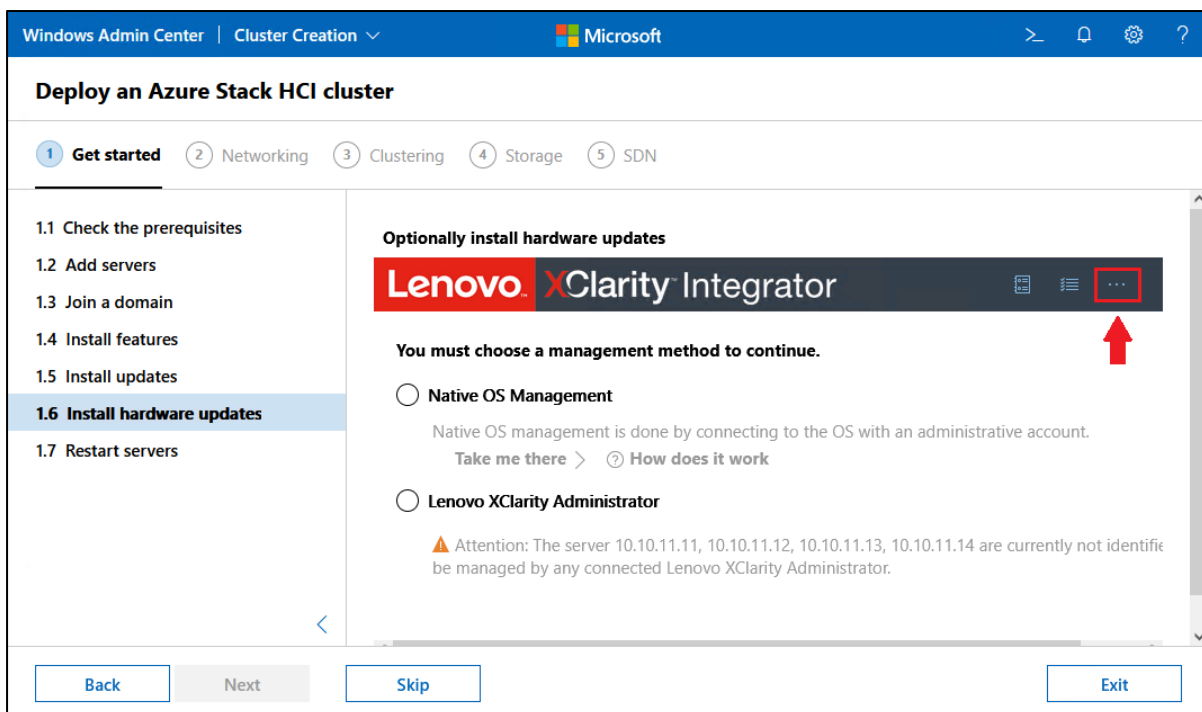 Windows Admin Center | Cluster Creation
Microsoft
Deploy an Azure Stack HCI cluster
1 Get started 2 Networking 3 Clustering 4 Storage 5 SDN
1.1 Check the prerequisites
1.2 Add servers
1.3 Join a domain
1.4 Install features
1.5 Install updates
1.6 Install hardware updates
1.7 Restart servers
Optionally install hardware updates
Lenovo™ XClarity™ Integrator
You must choose a management method to continue.
Native OS Management
Native OS management is done by connecting to the OS with an administrative account.
Take me there > ? How does it work
Lenovo XClarity Administrator
Attention: The server 10.10.11.11, 10.10.11.12, 10.10.11.13, 10.10.11.14 are currently not identifie
be managed by any connected Lenovo XClarity Administrator.
Back Next Skip Exit